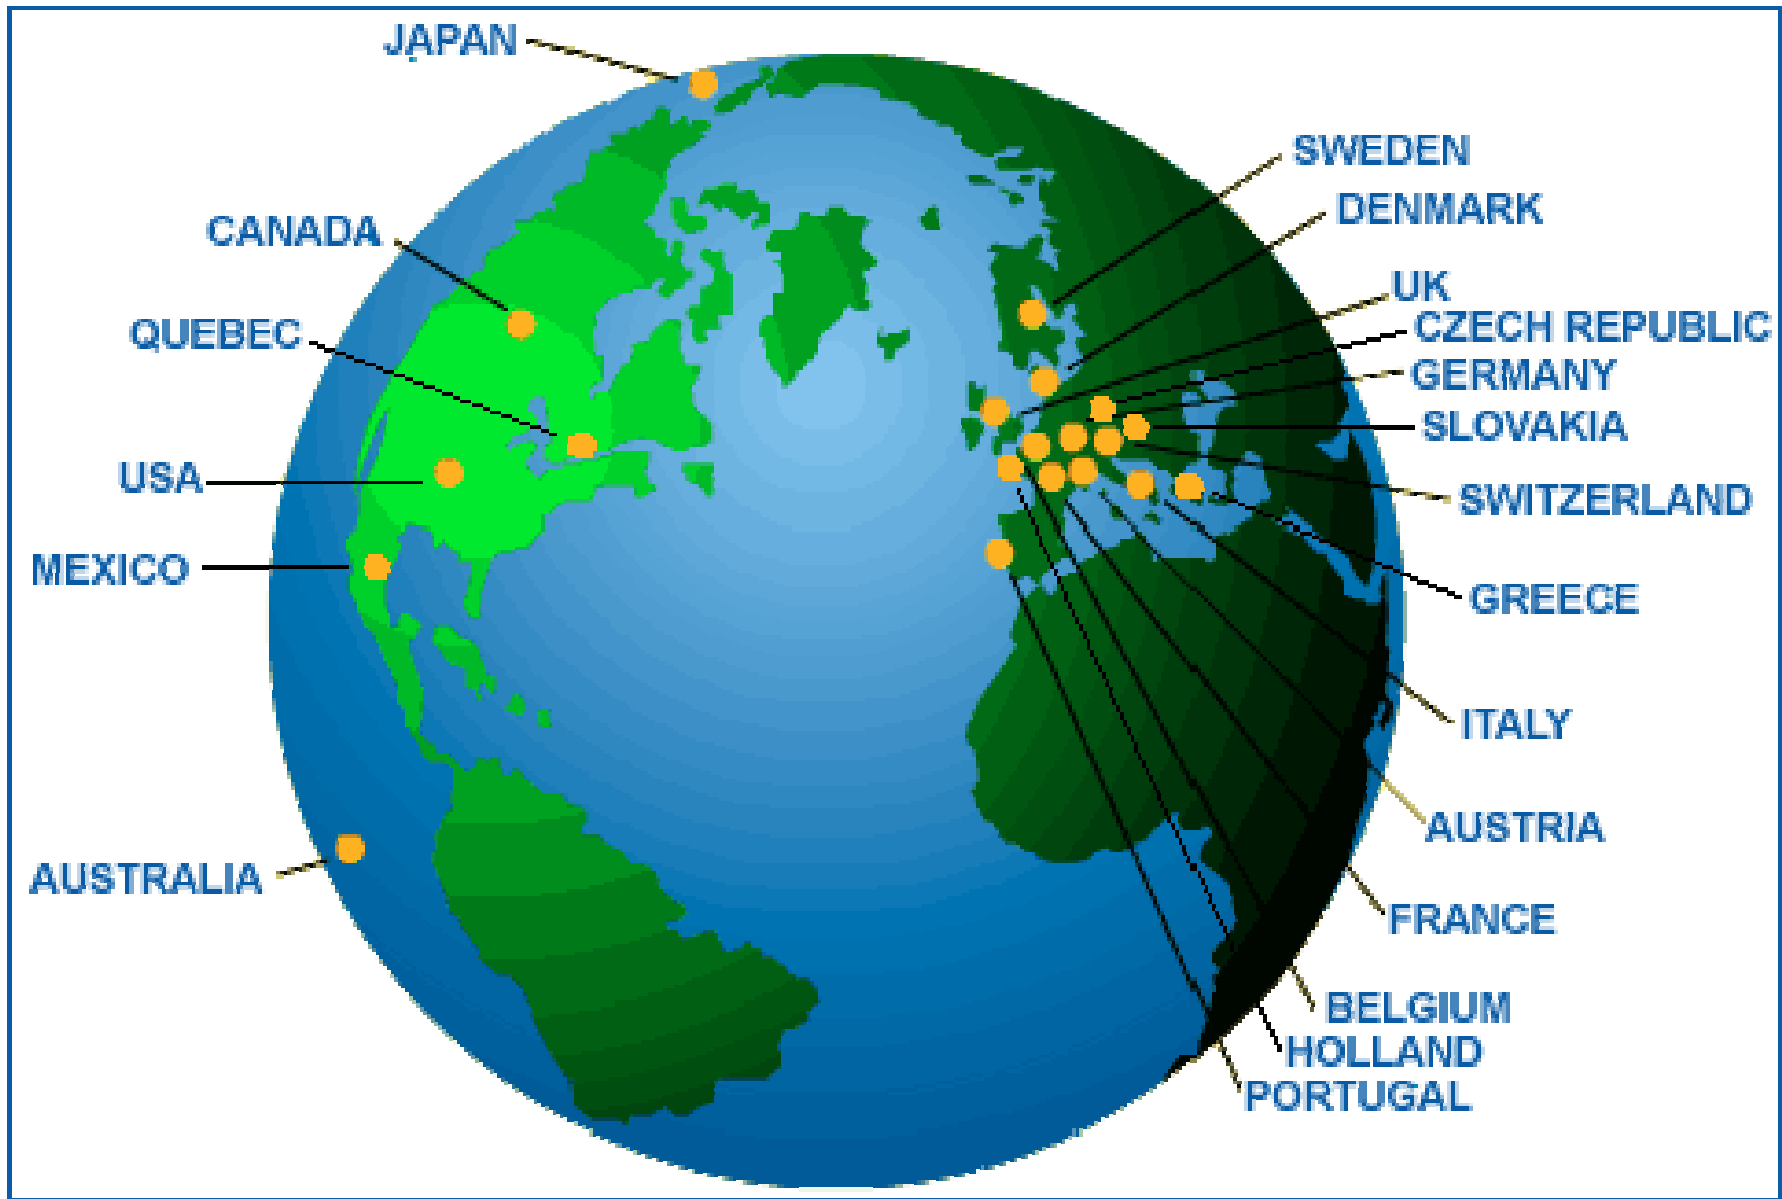 JAPAN
CANADA
QUEBEC
USA
MEXICO
AUSTRALIA
SWEDEN
DENMARK
UK
CZECH REPUBLIC
GERMANY
SLOVAKIA
SWITZERLAND
GREECE
ITALY
AUSTRIA
FRANCE
BELGIUM
HOLLAND
PORTUGAL